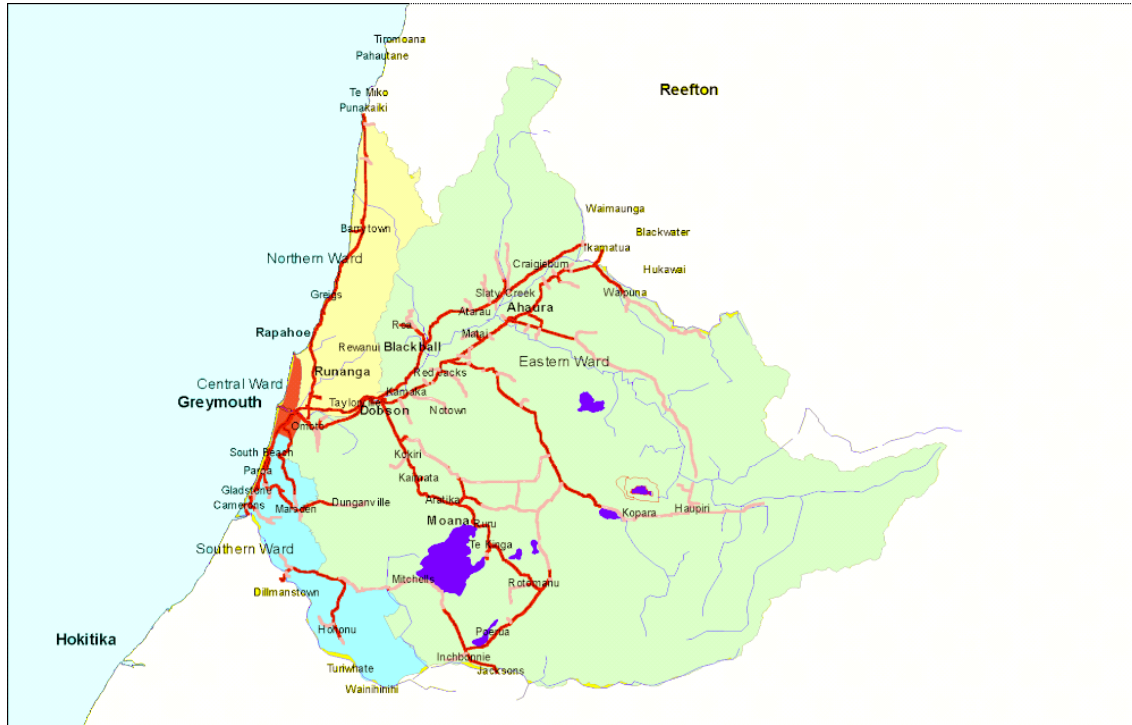 Tiromoana
Pahautane
Reefton
Te Miko
Punakaiki
Waimaunga
Barrytown
Blackwater
Ikamatua
Northern Ward
Craigieburn
Hukawai
Greigs
Slaty Creek
Waipuna
Ahaura
Atarau
Roa
Rapahoe
Matai
Rewanui
Blackball
Eastern Ward
Runanga
Red Jacks
Central Ward
Kamaka
Greymouth
Taylorville
Dobson
Notown
Omoto
South Beach
Kokiri
Paroa
Kaimata
Gladstone
Aratika
Dunganville
Camerons
Marsden
Kopara
Haupiri
Moana
Ruru
Te Kinga
Southern Ward
Mitchells
Rotomanu
Dillmanstown
Hohonu
Poerua
Hokitika
Inchbonnie
Turiwhate
Jacksons
Wainihinihi